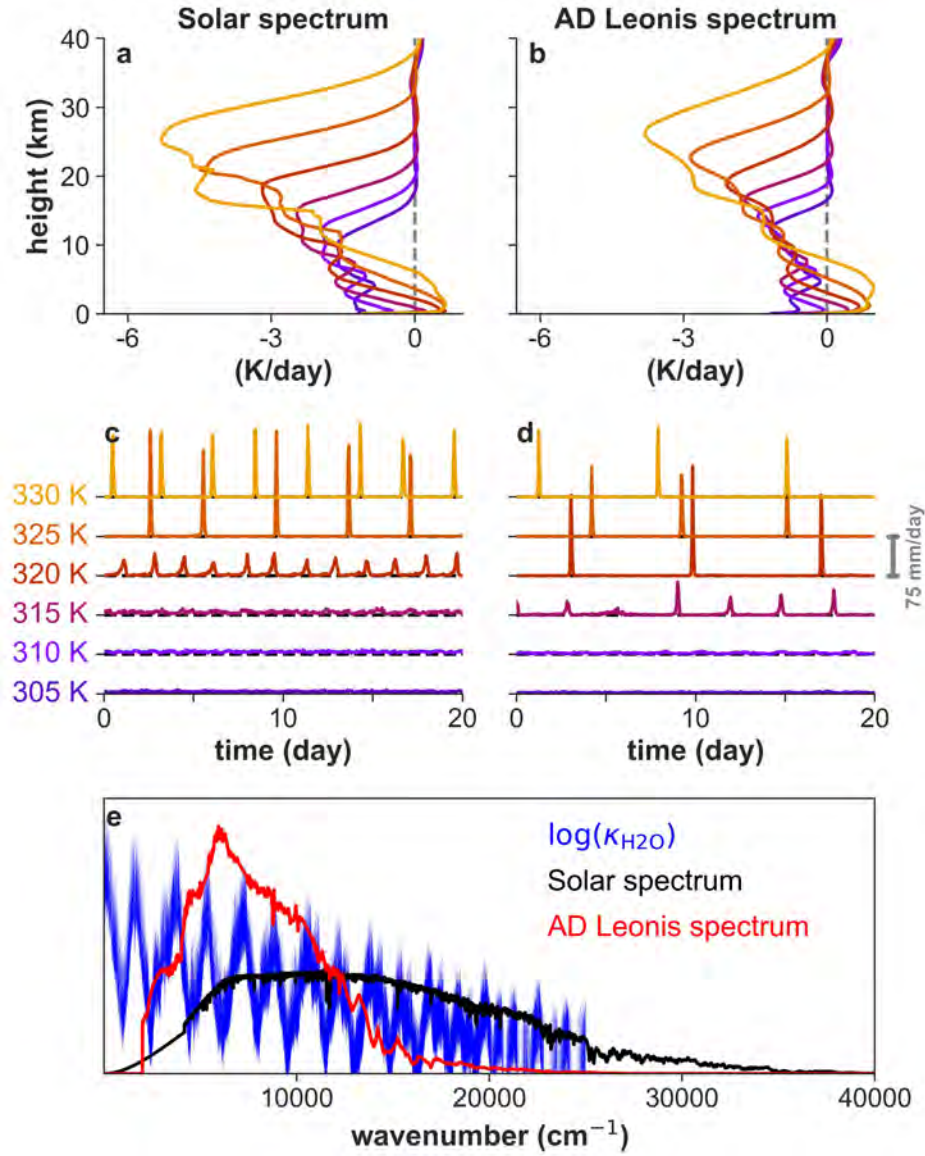 Solar spectrum
AD Leonis spectrum
a
b
40
30
20
10
0
height (km)
-6
-3
0
-6
-3
0
(K/day)
(K/day)
c
d
330 K
325 K
320 K
315 K
310 K
305 K
75 mm/day
0
10
20
0
10
20
time (day)
time (day)
e
log(κH2O)
Solar spectrum
AD Leonis spectrum
10000
20000
30000
40000
wavenumber (cm⁻¹)